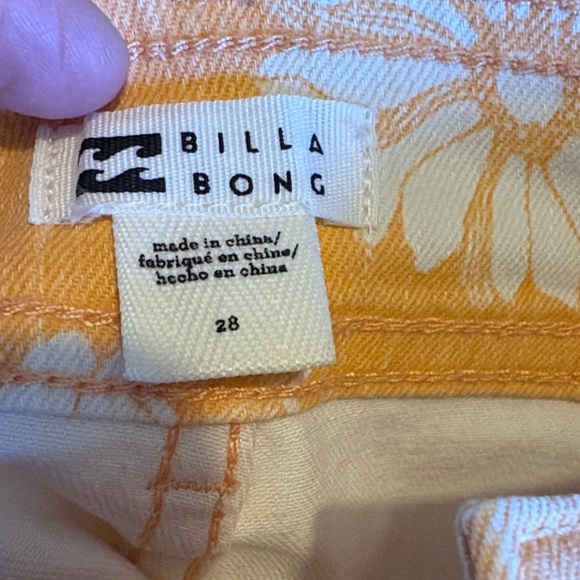 BILLA
BONG
made in china/
fabriqué en chine/
hecho en china
28